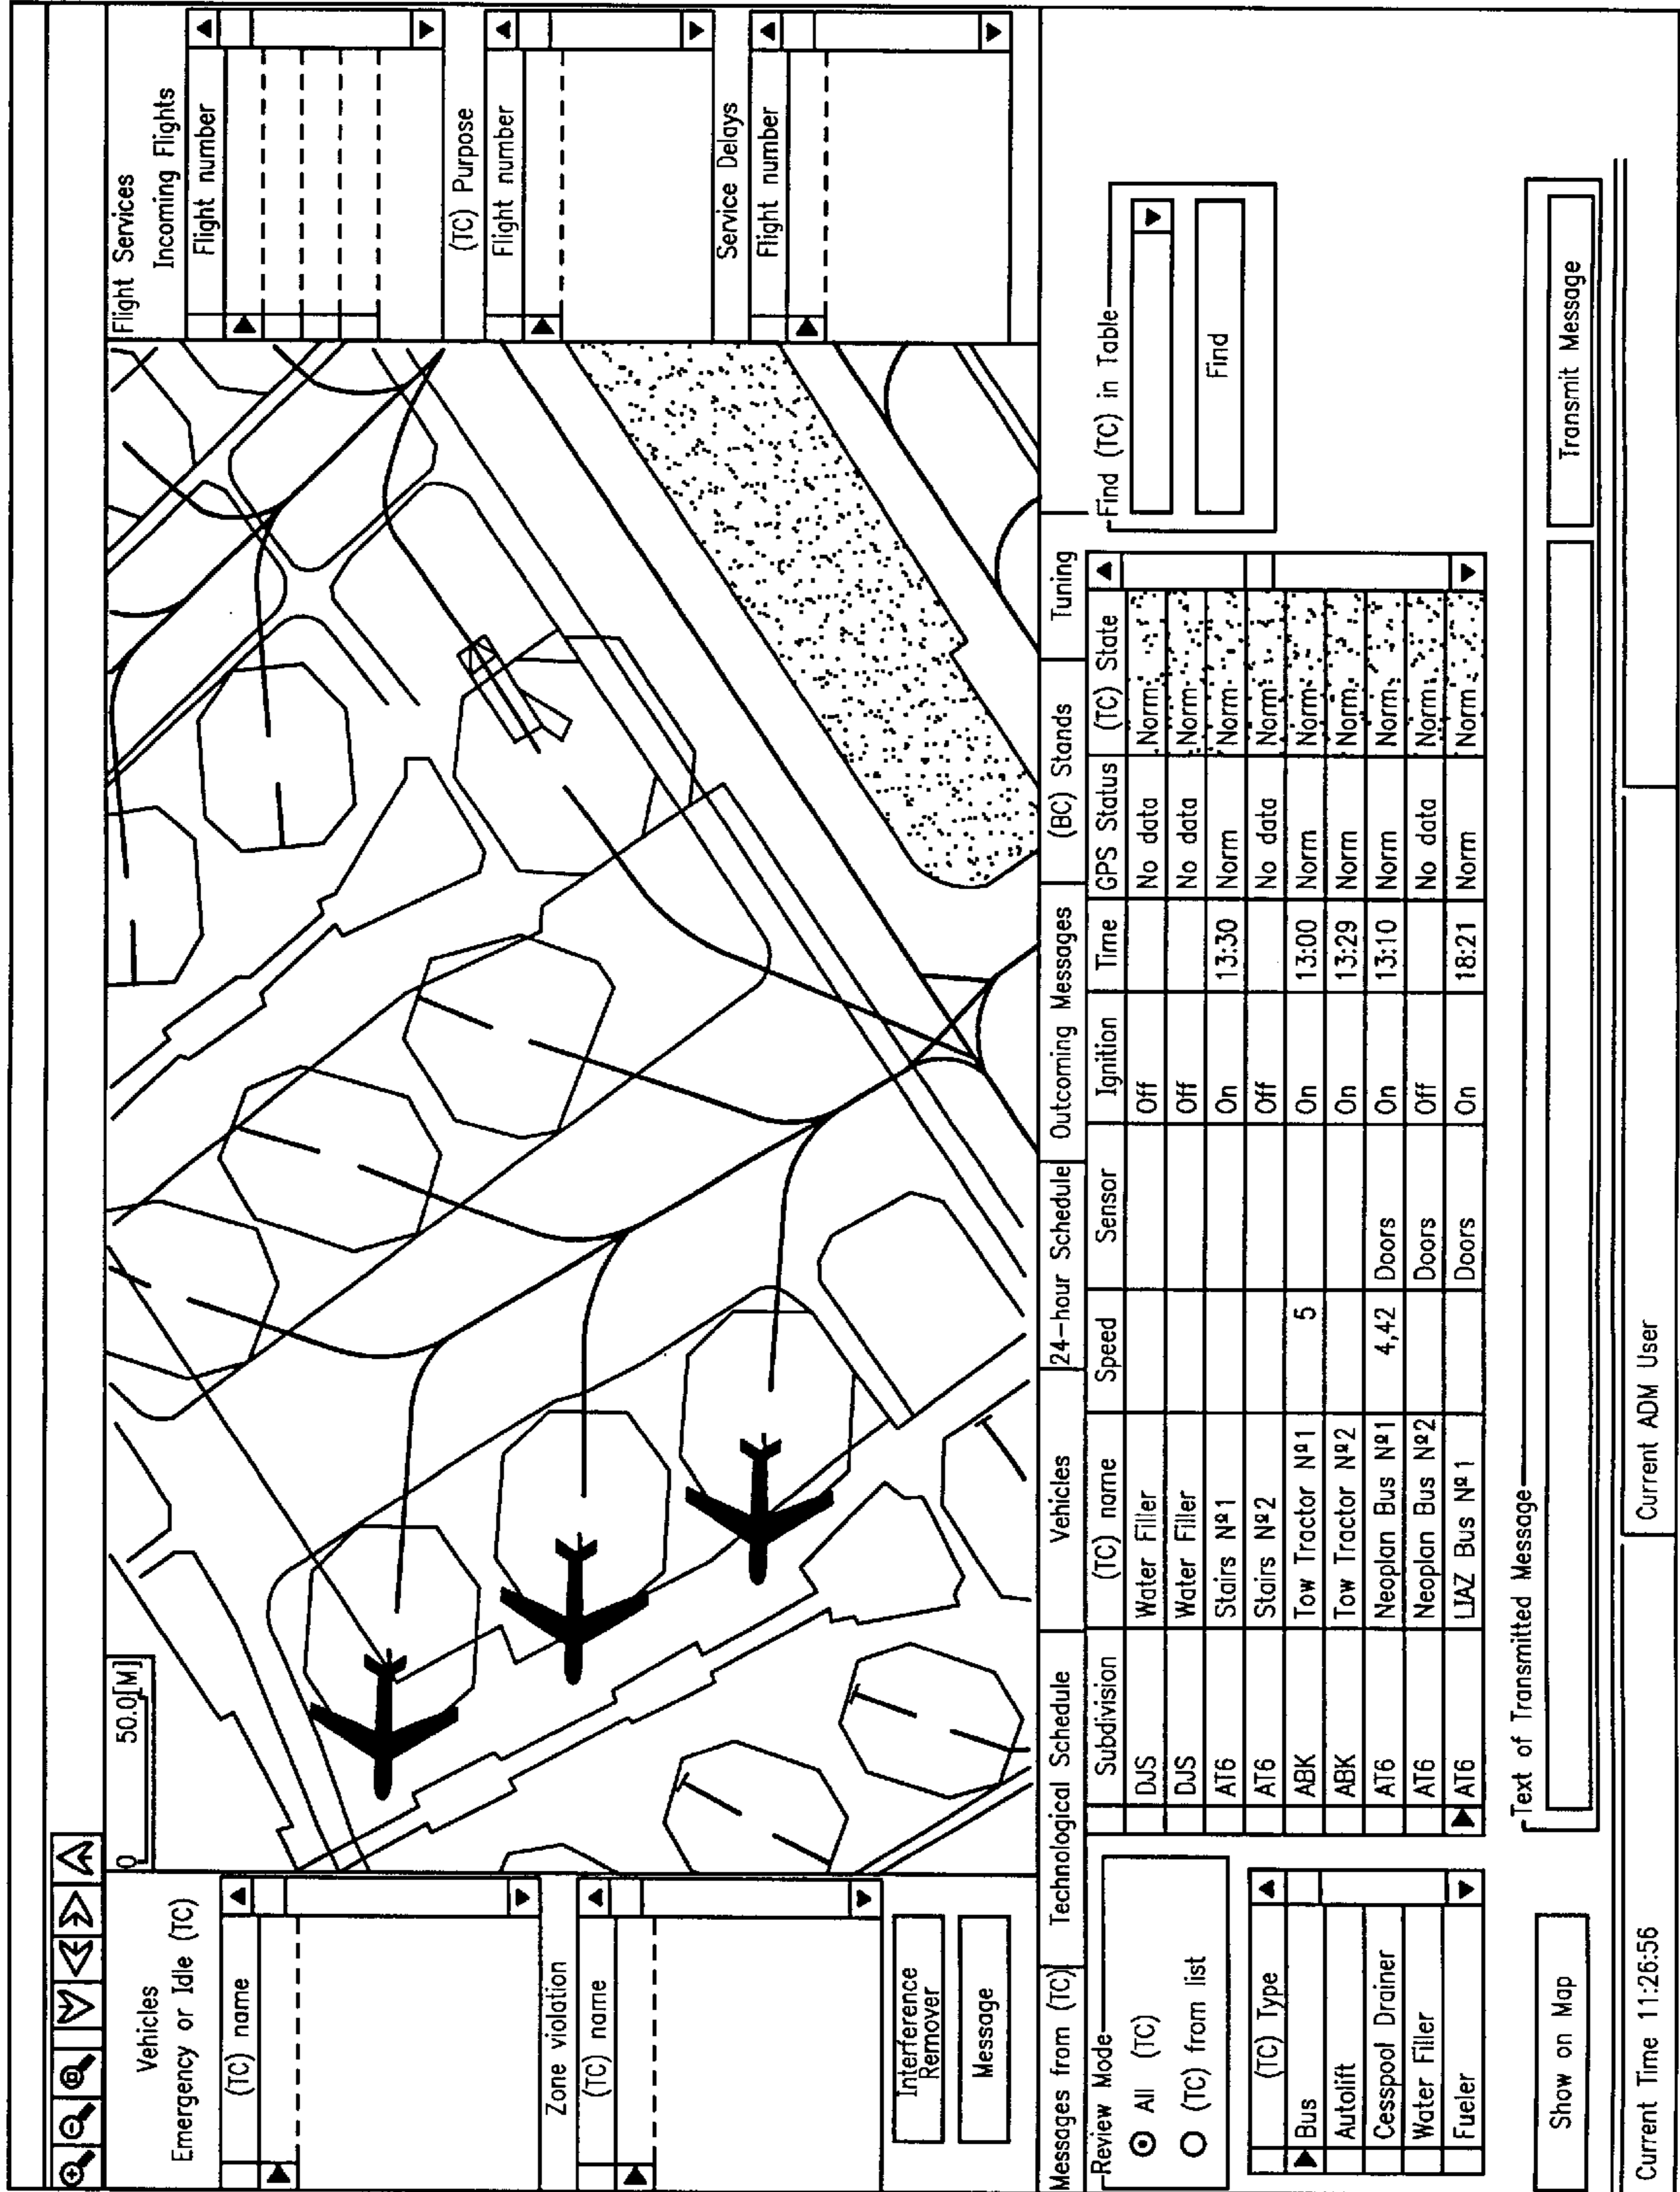 Vehicles
Emergency or Idle (TC)
(TC) name
Zone violation
(TC) name
Interference
Remover
Message
0 50.0[M]
Flight Services
Incoming Flights
Flight number
(TC) Purpose
Flight number
Service Delays
Flight number
Messages from (TC) Technological Schedule Vehicles 24-hour Schedule Outcoming Messages (BC) Stands Tuning
Review Mode
All (TC)
(TC) from list
(TC) Type
Bus
Autolift
Cesspool Drainer
Water Filler
Fueler
Subdivision (TC) name Speed Sensor Ignition Time GPS Status (TC) State
DJS Water Filler Off No data Norm
DJS Water Filler Off No data Norm
AT6 Stairs Nº1 On 13:30 Norm Norm
AT6 Stairs Nº2 Off No data Norm
ABK Tow Tractor Nº1 5 On 13:00 Norm Norm
ABK Tow Tractor Nº2 On 13:29 Norm Norm
AT6 Neoplan Bus Nº1 4,42 Doors On 13:10 Norm Norm
AT6 Neoplan Bus Nº2 Doors Off No data Norm
AT6 LIAZ Bus Nº1 Doors On 18:21 Norm Norm
Find (TC) in Table
Find
Show on Map
Text of Transmitted Message
Transmit Message
Current Time 11:26:56
Current ADM User